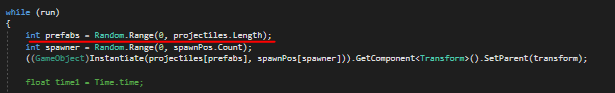 while (run)
{
int prefabs = Random.Range(0, projectiles.Length);
int spawner = Random.Range(0, spawnPos.Count);
((GameObject)Instantiate(projectiles[prefabs], spawnPos[spawner])).GetComponent<Transform>().SetParent(transform);
float time1 = Time.time;